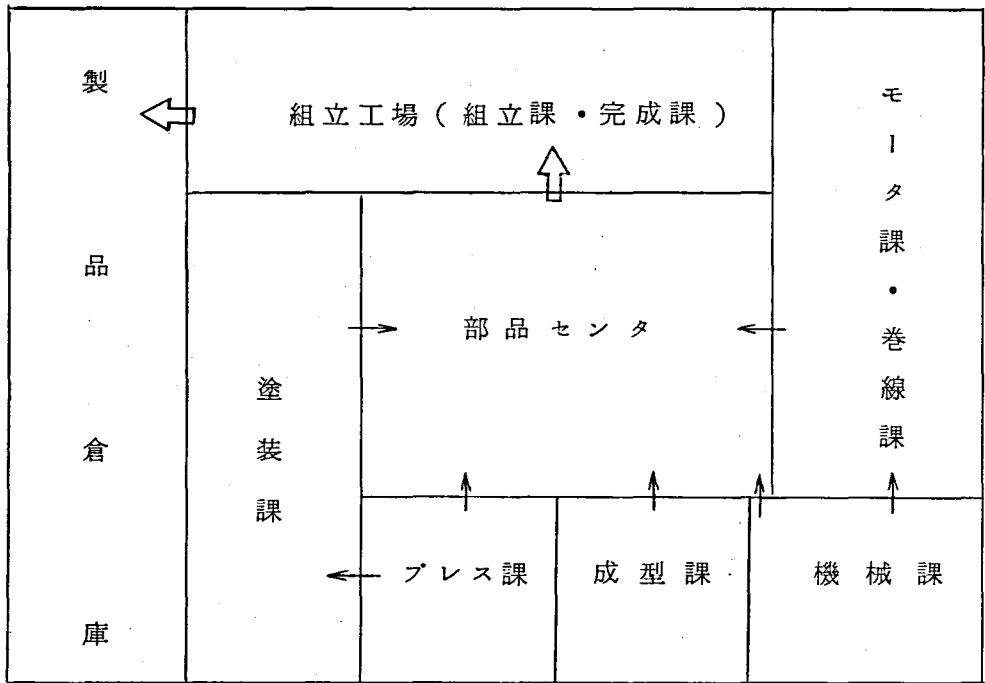 製品倉庫
組立工場(組立課・完成課)
モータ課・巻線課
塗装課
部品センタ
プレス課
成型課
機械課